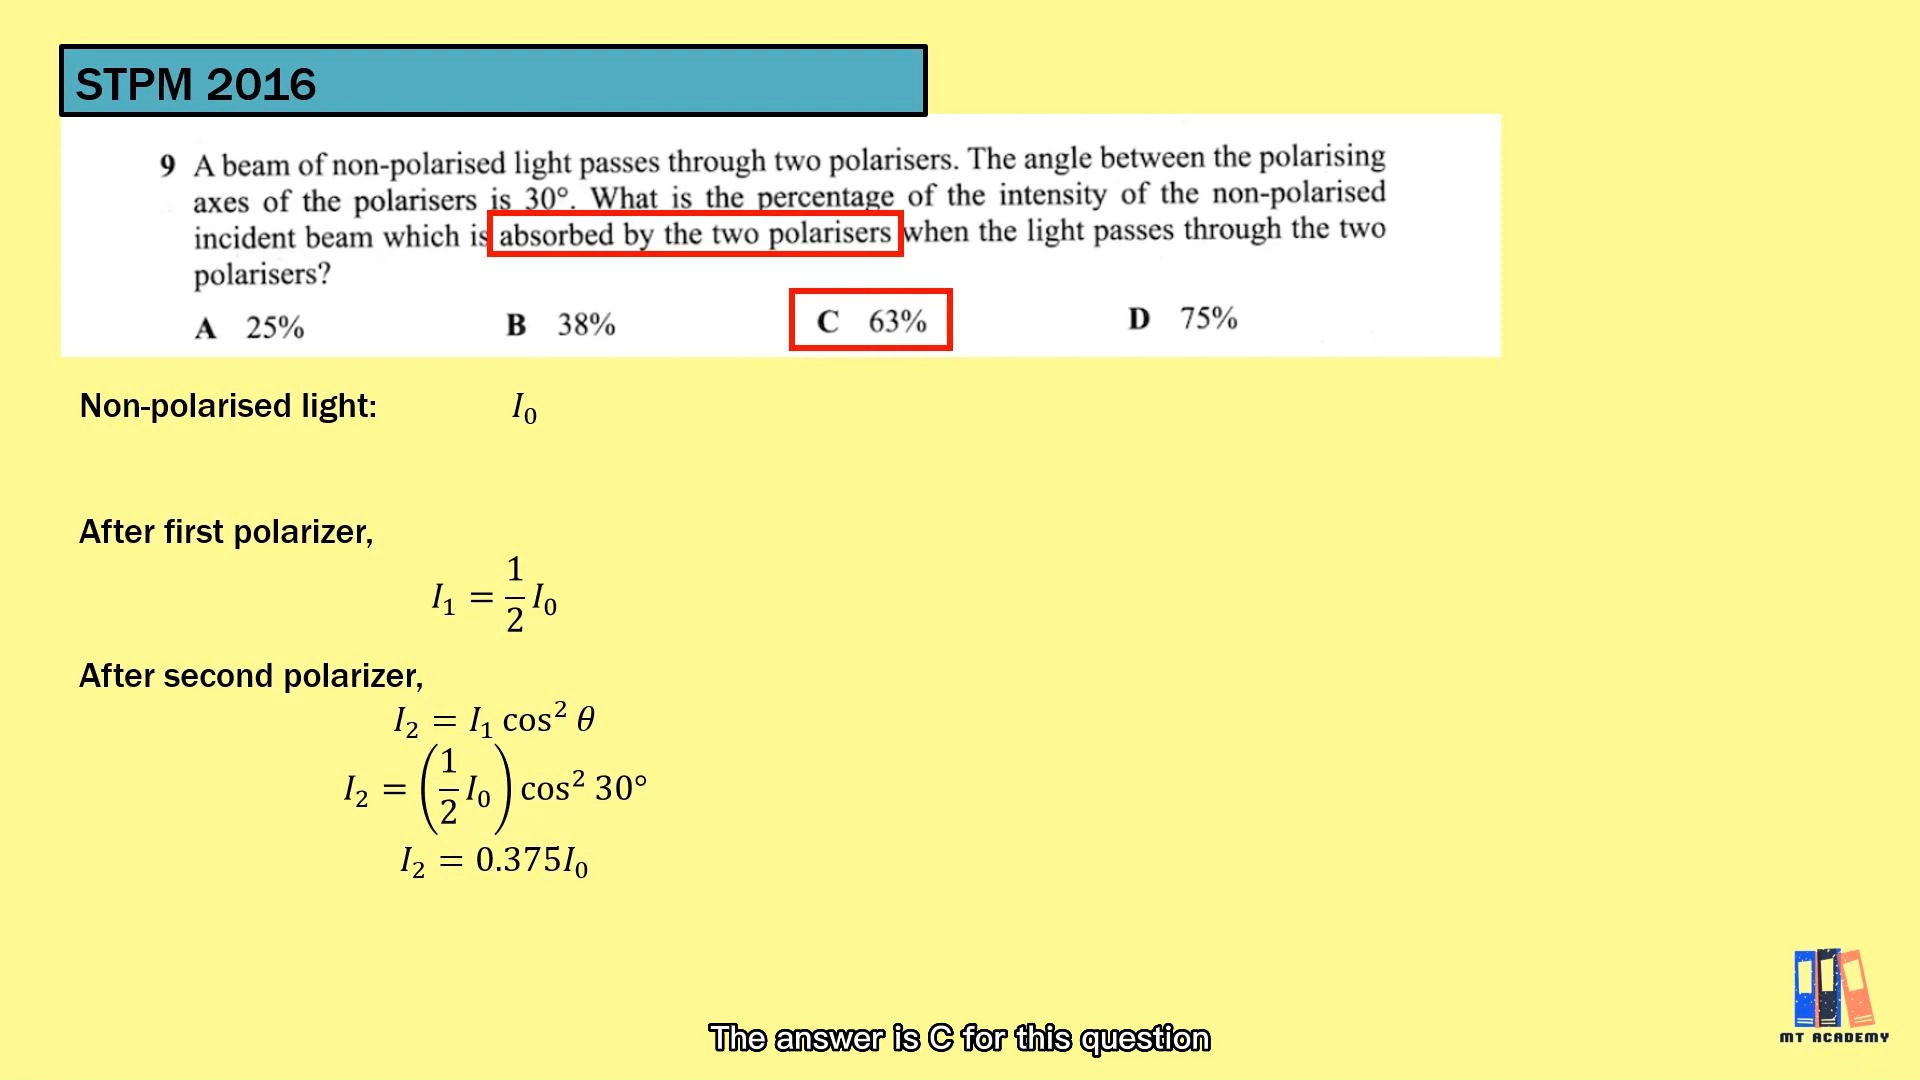 STPM 2016
9 A beam of non-polarised light passes through two polarisers. The angle between the polarising
axes of the polarisers is 30°. What is the percentage of the intensity of the non-polarised
incident beam which is absorbed by the two polarisers when the light passes through the two
polarisers?
A 25% B 38% C 63% D 75%
Non-polarised light: I₀
After first polarizer,
I₁ = 1/2 I₀
After second polarizer,
I₂ = I₁ cos² θ
I₂ = (1/2 I₀) cos² 30°
I₂ = 0.375I₀
The answer is C for this question
MT ACADEMY